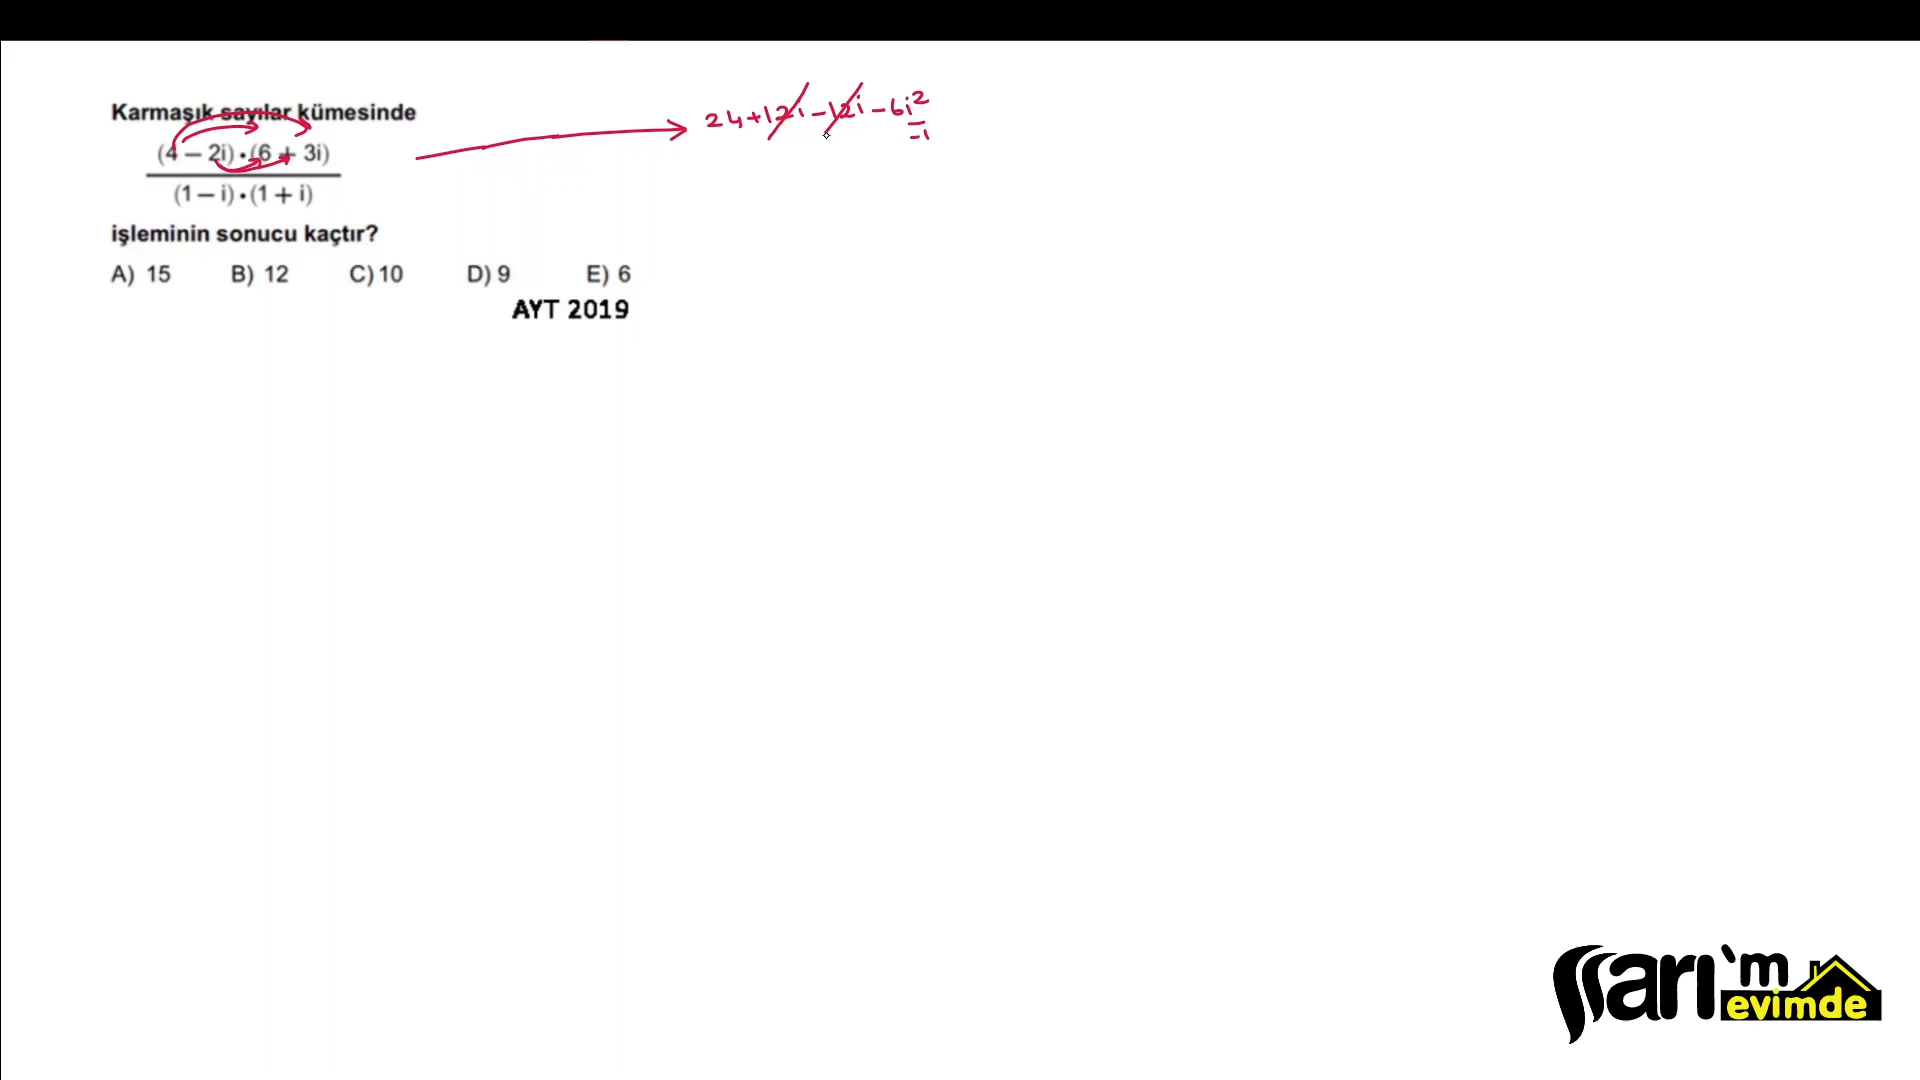 Karmaşık sayılar kümesinde
(4 – 2i) • (6 + 3i)
(1 – i) • (1 + i)
işleminin sonucu kaçtır?
A) 15 B) 12 C) 10 D) 9 E) 6
AYT 2019
24+12i-12i-6i²
-1
sarı'm
evimde